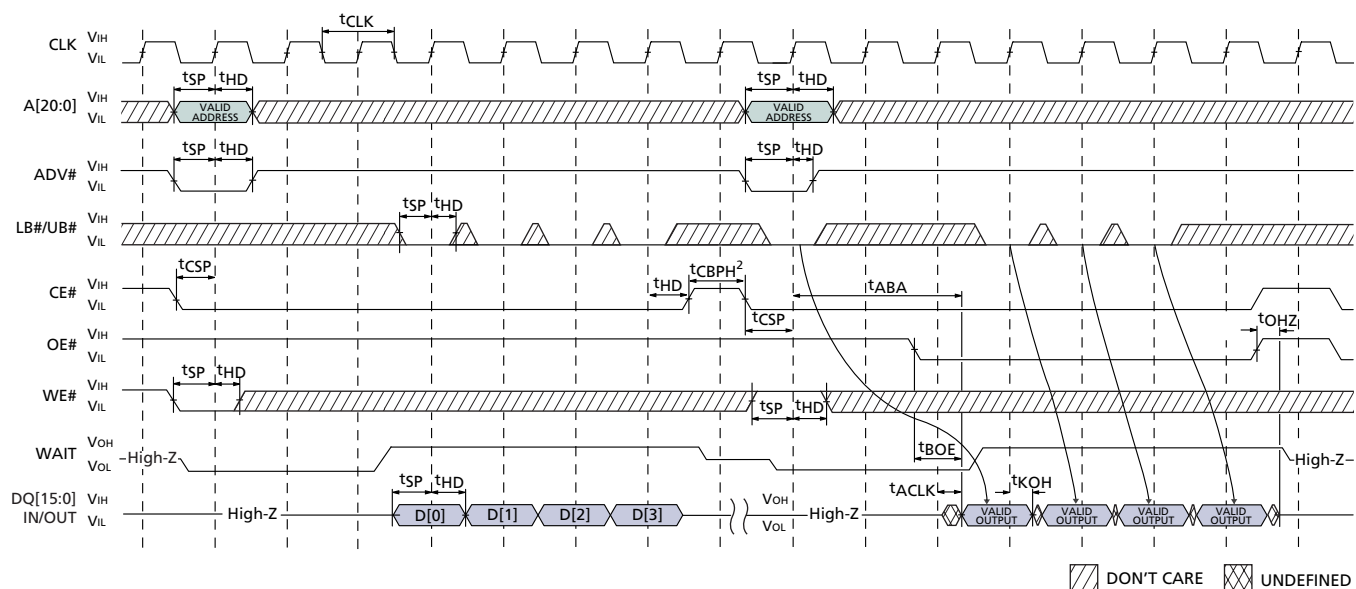 tCLK
CLK VIH
VIL
tSP tHD tSP tHD
A[20:0] VIH
VIL
VALID ADDRESS VALID ADDRESS
tSP tHD tSP tHD
ADV# VIH
VIL
tSP tHD
LB#/UB# VIH
VIL
tCSP tHD tCBPH2 tABA
CE# VIH
VIL
tCSP tOHZ
OE# VIH
VIL
tSP tHD
WE# VIH
VIL
tSP tHD
tBOE
WAIT VOH
VOL
High-Z High-Z
tSP tHD tACLK tKOH
DQ[15:0] IN/OUT VIH
VIL
High-Z D[0] D[1] D[2] D[3] VOH
VOL
High-Z VALID OUTPUT VALID OUTPUT VALID OUTPUT VALID OUTPUT
DON'T CARE UNDEFINED